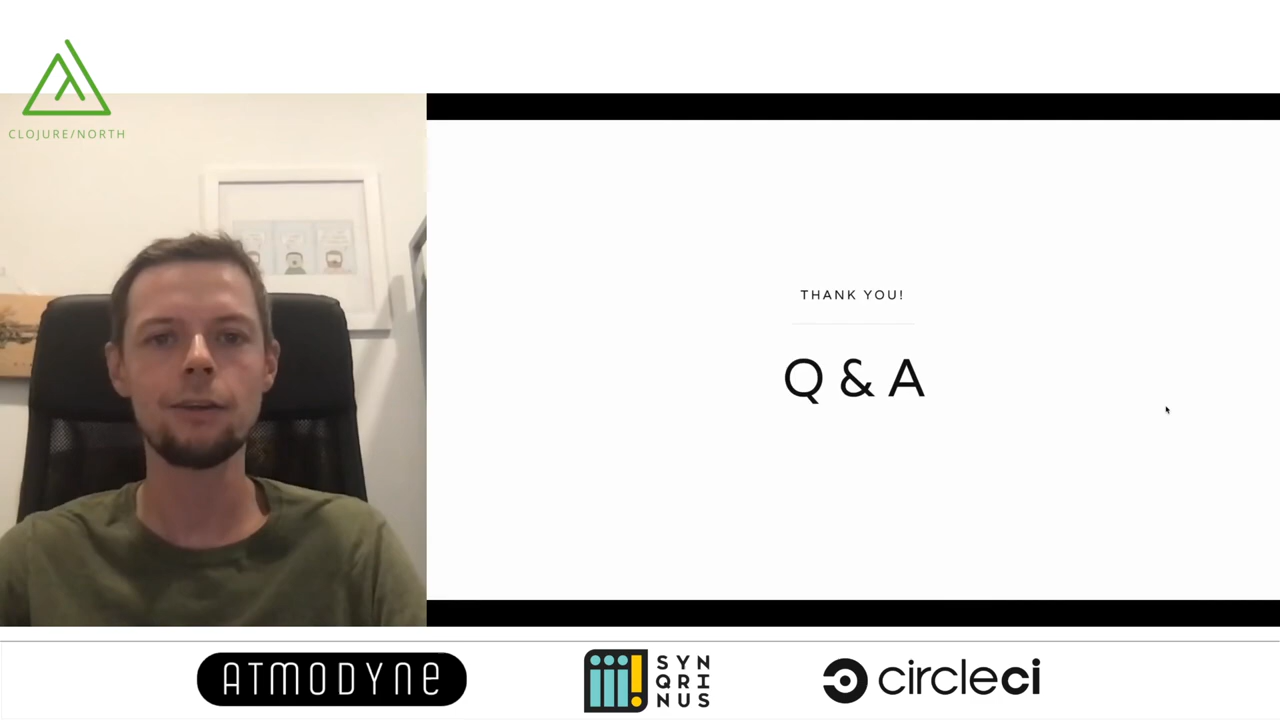 CLOJURE/NORTH
THANK YOU!
Q & A
ATMODYNE
SYN
QRI
NUS
circleci